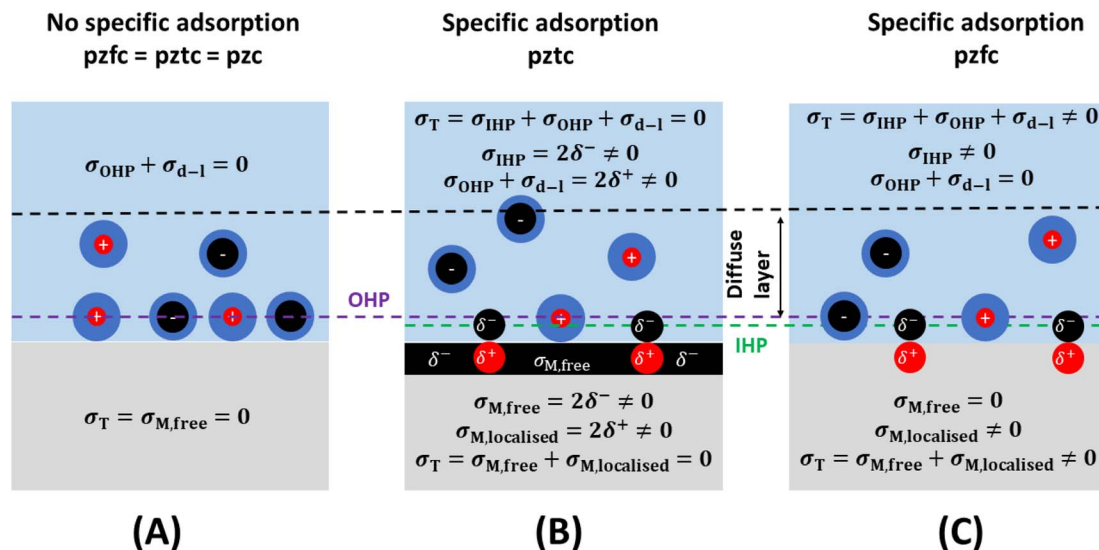 No specific adsorption
pzfc = pztc = pzc
σOHP + σd−l = 0
+
-
+
-
+
-
σT = σM,free = 0
(A)
Specific adsorption
pztc
σT = σIHP + σOHP + σd−l = 0
σIHP = 2δ− ≠ 0
σOHP + σd−l = 2δ+ ≠ 0
-
-
+
+
δ−
δ−
δ−
δ+
σM,free
δ+
δ−
σM,free = 2δ− ≠ 0
σM,localised = 2δ+ ≠ 0
σT = σM,free + σM,localised = 0
(B)
OHP
Diffuse
layer
IHP
Specific adsorption
pzfc
σT = σIHP + σOHP + σd−l ≠ 0
σIHP ≠ 0
σOHP + σd−l = 0
+
-
-
+
δ−
δ−
δ+
δ+
σM,free = 0
σM,localised ≠ 0
σT = σM,free + σM,localised ≠ 0
(C)